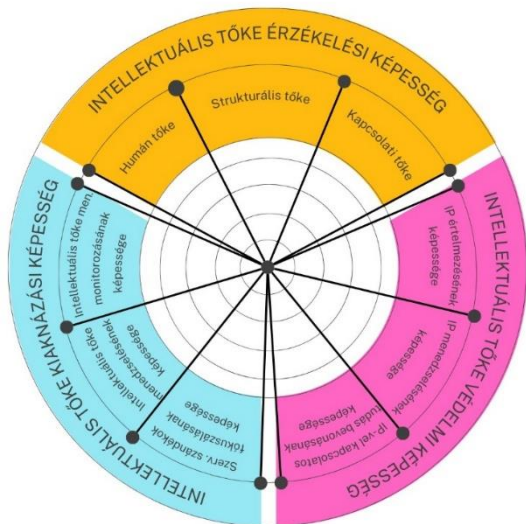 INTELLEKTUÁLIS TŐKE ÉRZÉKELÉSI KÉPESSÉG
Humán tőke
Strukturális tőke
Kapcsolati tőke
INTELLEKTUÁLIS TŐKE VÉDELMI KÉPESSÉG
IP értelmezésének
képessége
IP menedzselésének
képessége
IP-vel kapcsolatos
tudás bevonásának
képessége
INTELLEKTUÁLIS TŐKE KIAKNÁZÁSI KÉPESSÉG
Intellektuális tőke men.
monitorozásának
képessége
Intellektuális tőke
menedzselésének
képessége
Szerv. szándékok
fókuszálásának
képessége